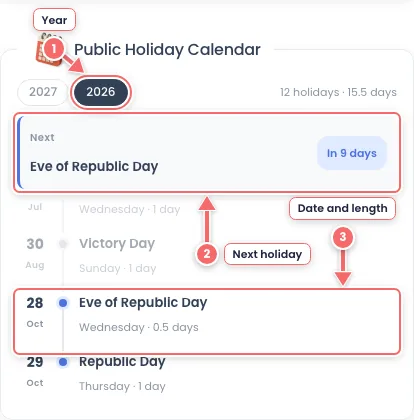 Year
1
Public Holiday Calendar
2027
2026
12 holidays · 15.5 days
Next
Eve of Republic Day
In 9 days
Jul
Wednesday · 1 day
Date and length
30
Aug
Victory Day
Sunday · 1 day
2
Next holiday
3
28
Oct
Eve of Republic Day
Wednesday · 0.5 days
29
Oct
Republic Day
Thursday · 1 day